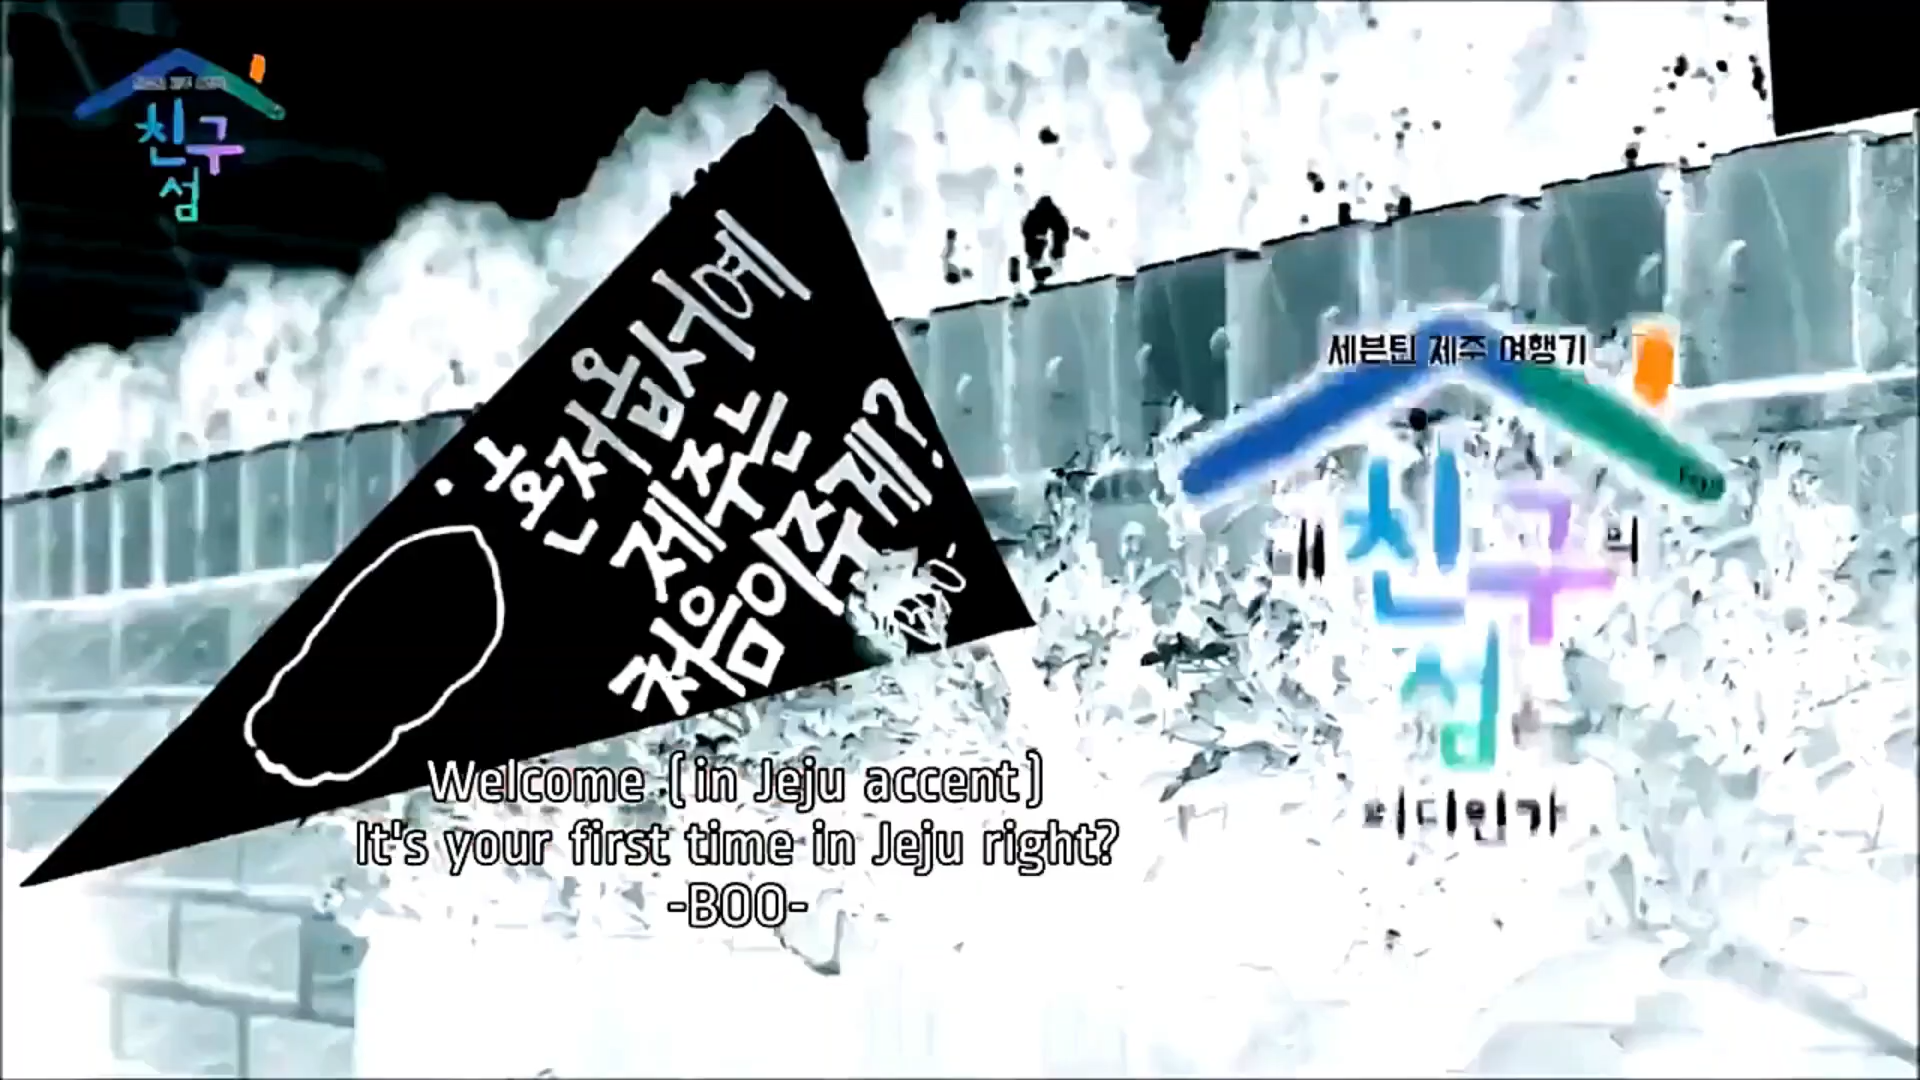 친구
섬
혼저옵서예
제주는
처음이주게?
BOO-
세븐틴 제주 여행기
내 친구의
섬
Welcome (in Jeju accent)
It's your first time in Jeju right?
-BOO-